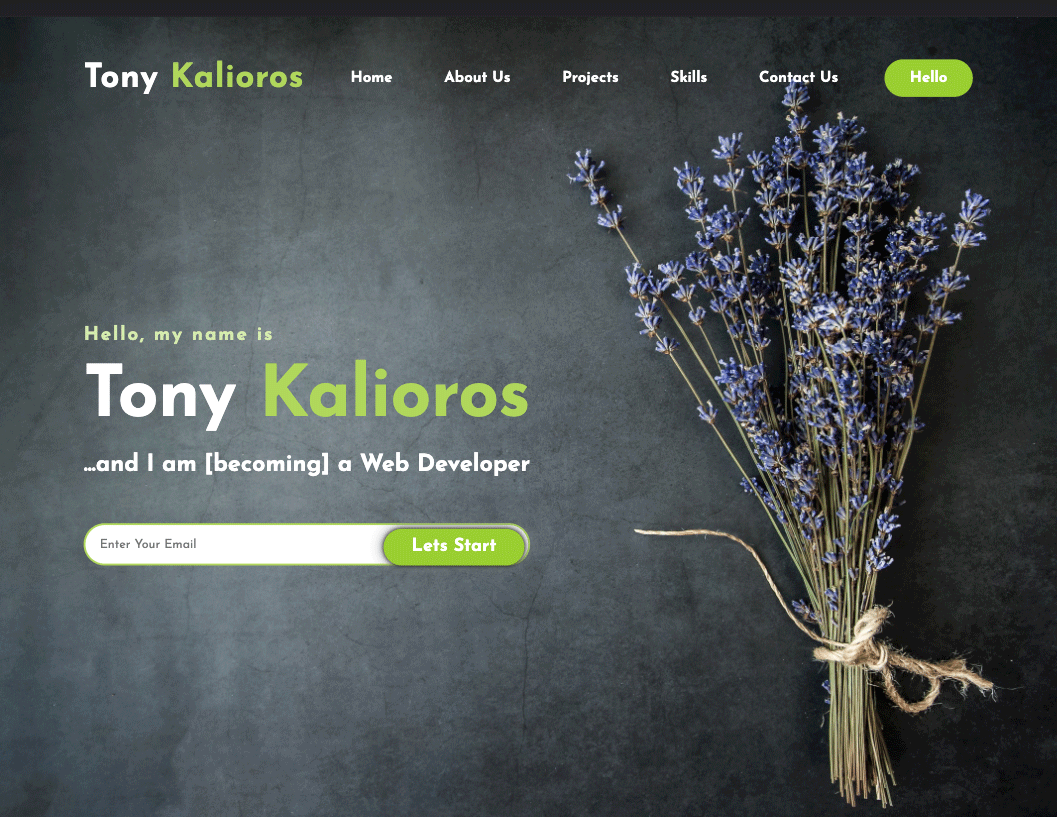 Tony Kalioros Home About Us Projects Skills Contact Us Hello
Hello, my name is
Tony Kalioros
...and I am [becoming] a Web Developer
Enter Your Email Lets Start